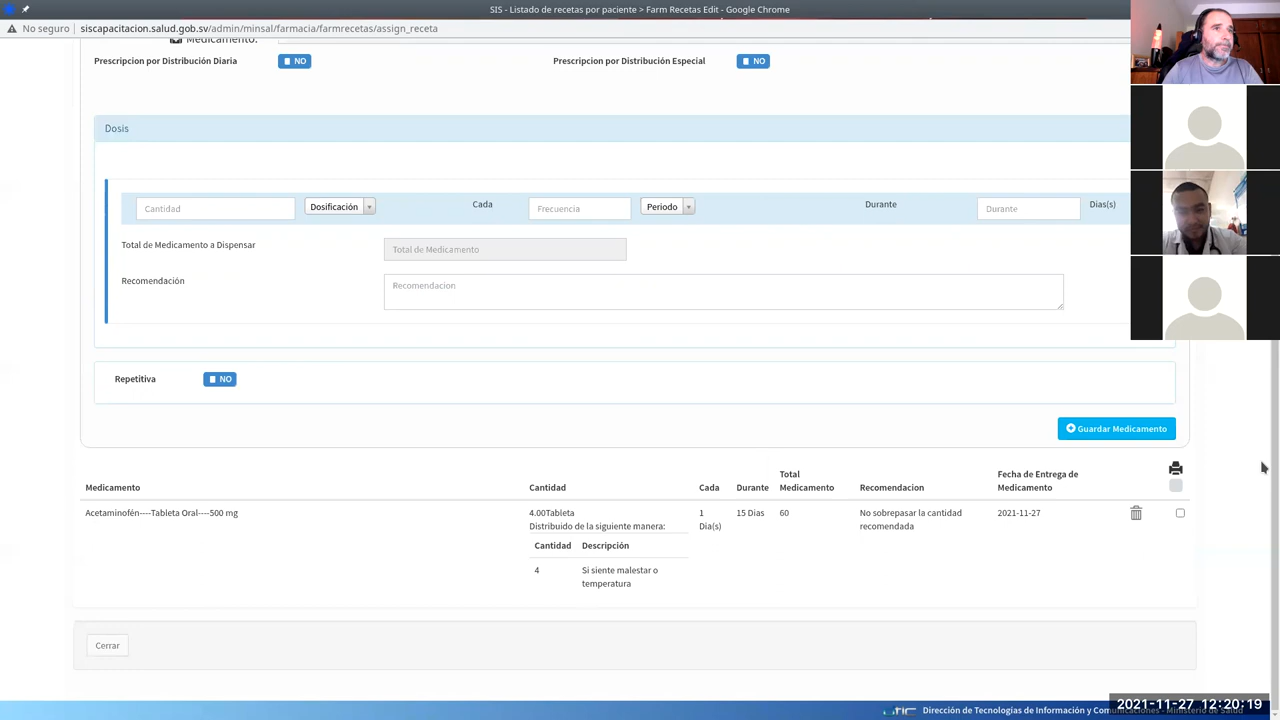 SIS - Listado de recetas por paciente > Farm Recetas Edit - Google Chrome
No seguro siscapacitacion.salud.gob.sv/admin/minsal/farmacia/farmrecetas/assign_receta
Medicamento:
Prescripcion por Distribución Diaria NO Prescripcion por Distribución Especial NO
Dosis
Cantidad Dosificación Cada Frecuencia Periodo Durante Durante Dias(s)
Total de Medicamento a Dispensar Total de Medicamento
Recomendación Recomendacion
Repetitiva NO
Guardar Medicamento
Medicamento Cantidad Cada Durante Total Medicamento Recomendacion Fecha de Entrega de Medicamento
Acetaminofén----Tableta Oral----500 mg 4.00Tableta 1 15 Dias 60 No sobrepasar la cantidad 2021-11-27
Distribuido de la siguiente manera: Dia(s) recomendada
Cantidad Descripción
4 Si siente malestar o
temperatura
Cerrar
2021-11-27 12:20:19
Dirección de Tecnologías de Información y Comunicaciones - Ministerio de Salud